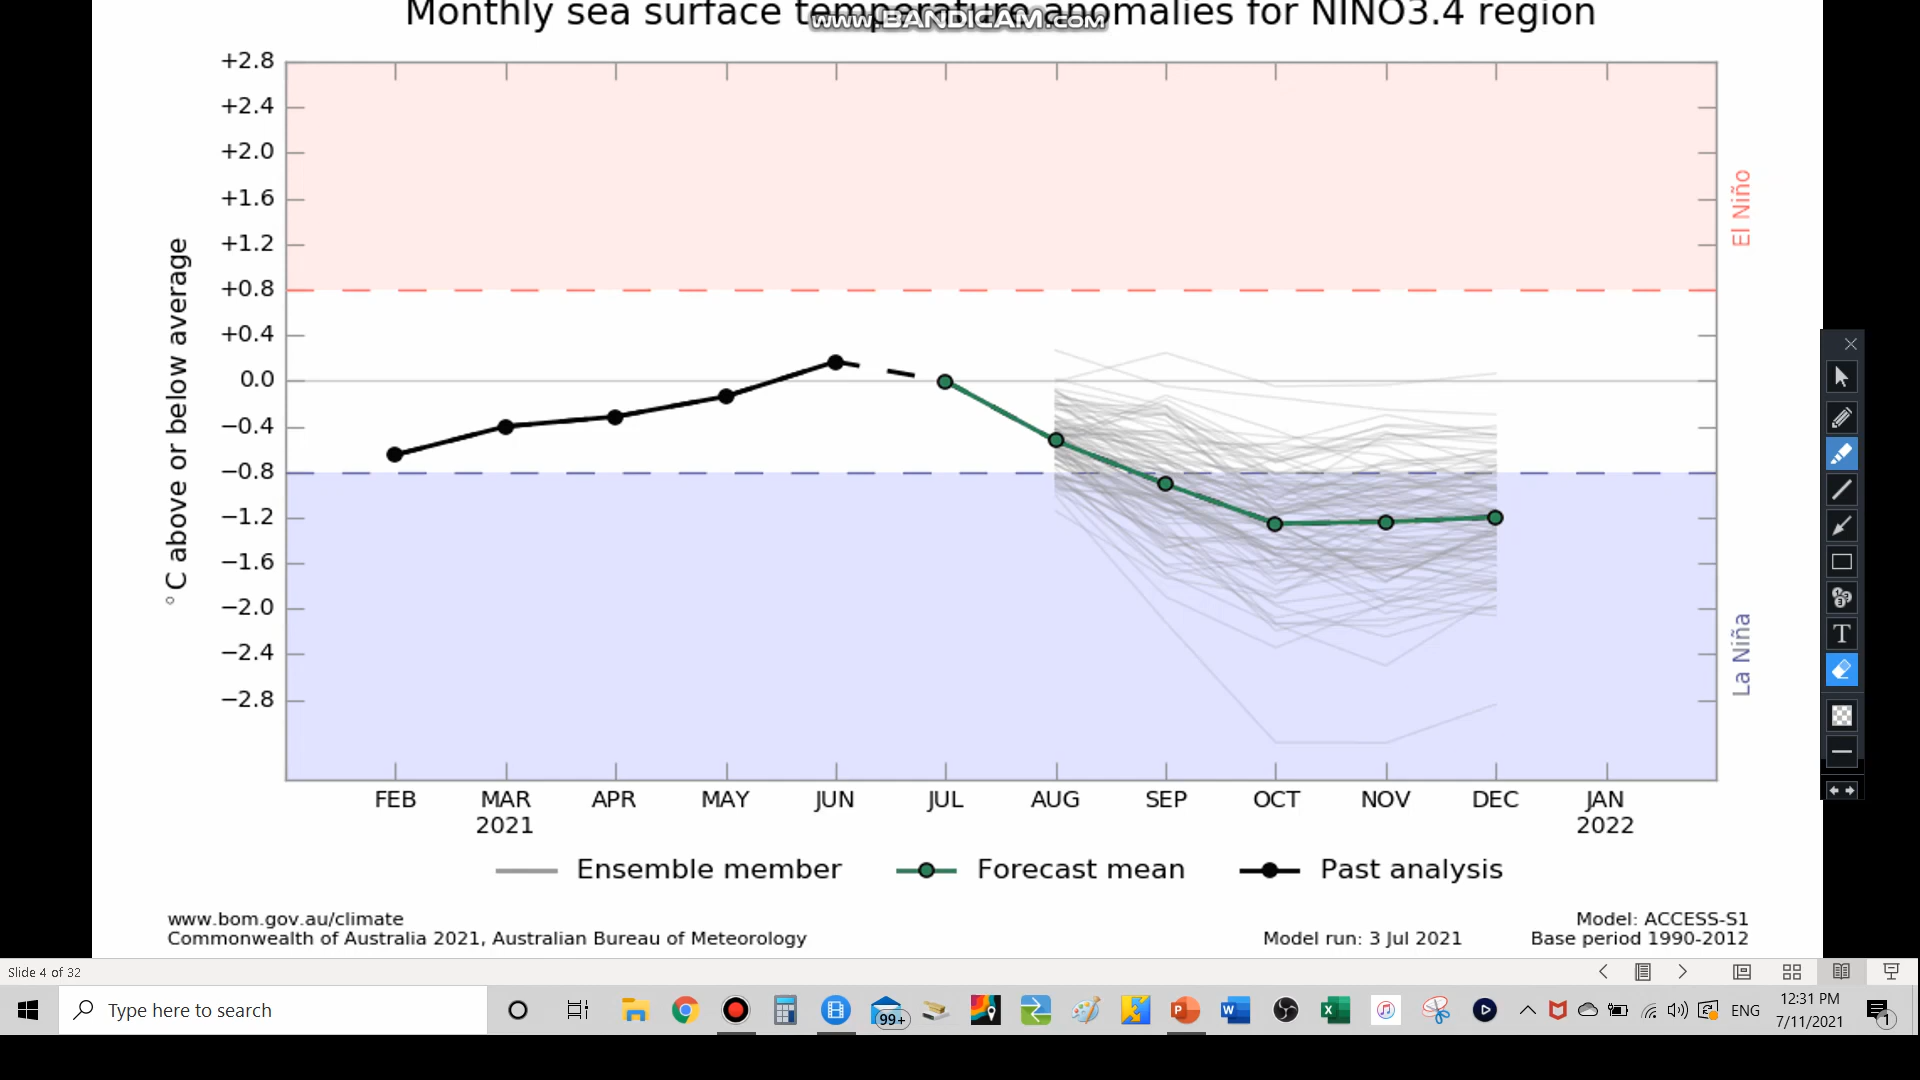 Monthly sea surface temperature anomalies for NINO3.4 region
www.BANDICAM.com
+2.8
+2.4
+2.0
+1.6
+1.2
+0.8
+0.4
0.0
−0.4
−0.8
−1.2
−1.6
−2.0
−2.4
−2.8
°C above or below average
El Niño
La Niña
FEB MAR APR MAY JUN JUL AUG SEP OCT NOV DEC JAN
2021 2022
Ensemble member Forecast mean Past analysis
www.bom.gov.au/climate Model: ACCESS-S1
Commonwealth of Australia 2021, Australian Bureau of Meteorology Model run: 3 Jul 2021 Base period 1990-2012
T
Slide 4 of 32
Type here to search
99+
ENG
12:31 PM
7/11/2021
1